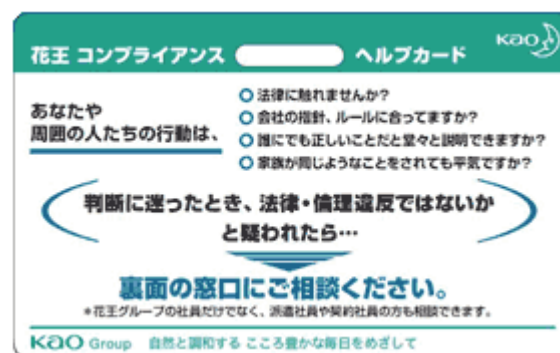 花王 コンプライアンス ヘルプカード
Kao
あなたや
周囲の人たちの行動は、
法律に触れませんか?
会社の指針、ルールに合ってますか?
誰にでも正しいことだと堂々と説明できますか?
家族が同じようなことをされても平気ですか?
判断に迷ったとき、法律・倫理違反ではないか
と疑われたら…
裏面の窓口にご相談ください。
*花王グループの社員だけでなく、派遣社員や契約社員の方も相談できます。
Kao Group 自然と調和する こころ豊かな毎日をめざして